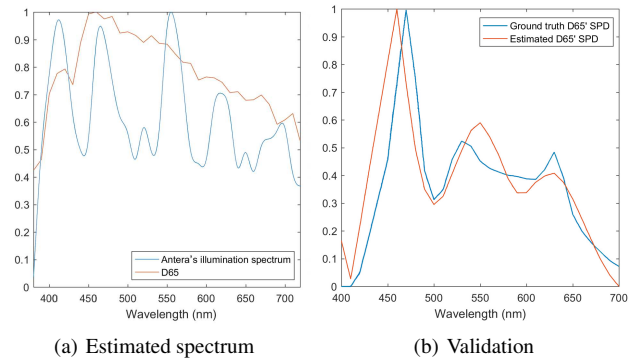 1
0.9
0.8
0.7
0.6
0.5
0.4
0.3
0.2
0.1
0
400 450 500 550 600 650 700
Wavelength (nm)
Antera's illumination spectrum
D65
(a) Estimated spectrum
1
0.9
0.8
0.7
0.6
0.5
0.4
0.3
0.2
0.1
0
400 450 500 550 600 650 700
Wavelength (nm)
Ground truth D65' SPD
Estimated D65' SPD
(b) Validation